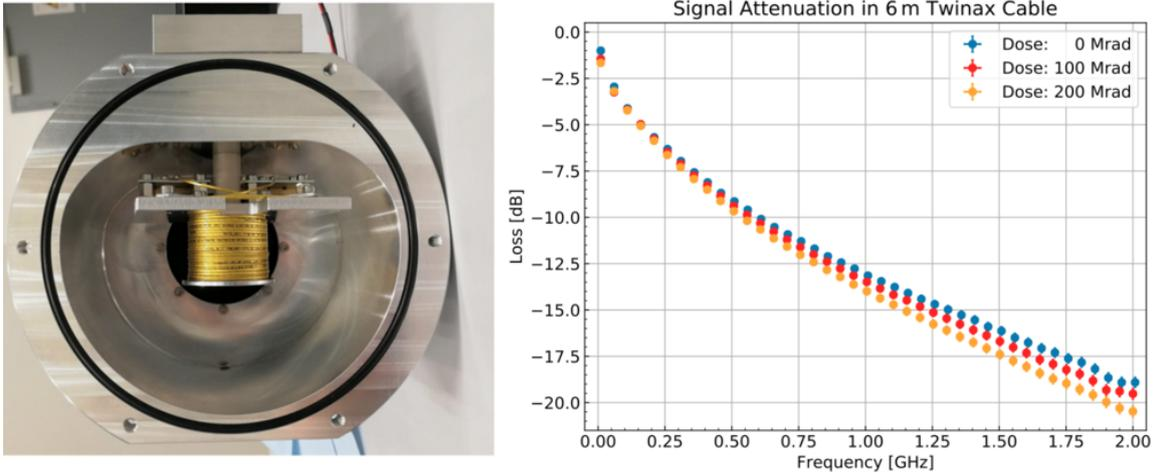 Signal Attenuation in 6 m Twinax Cable
Dose: 0 Mrad
Dose: 100 Mrad
Dose: 200 Mrad
0.0
−2.5
−5.0
−7.5
−10.0
−12.5
−15.0
−17.5
−20.0
Loss [dB]
0.00 0.25 0.50 0.75 1.00 1.25 1.50 1.75 2.00
Frequency [GHz]